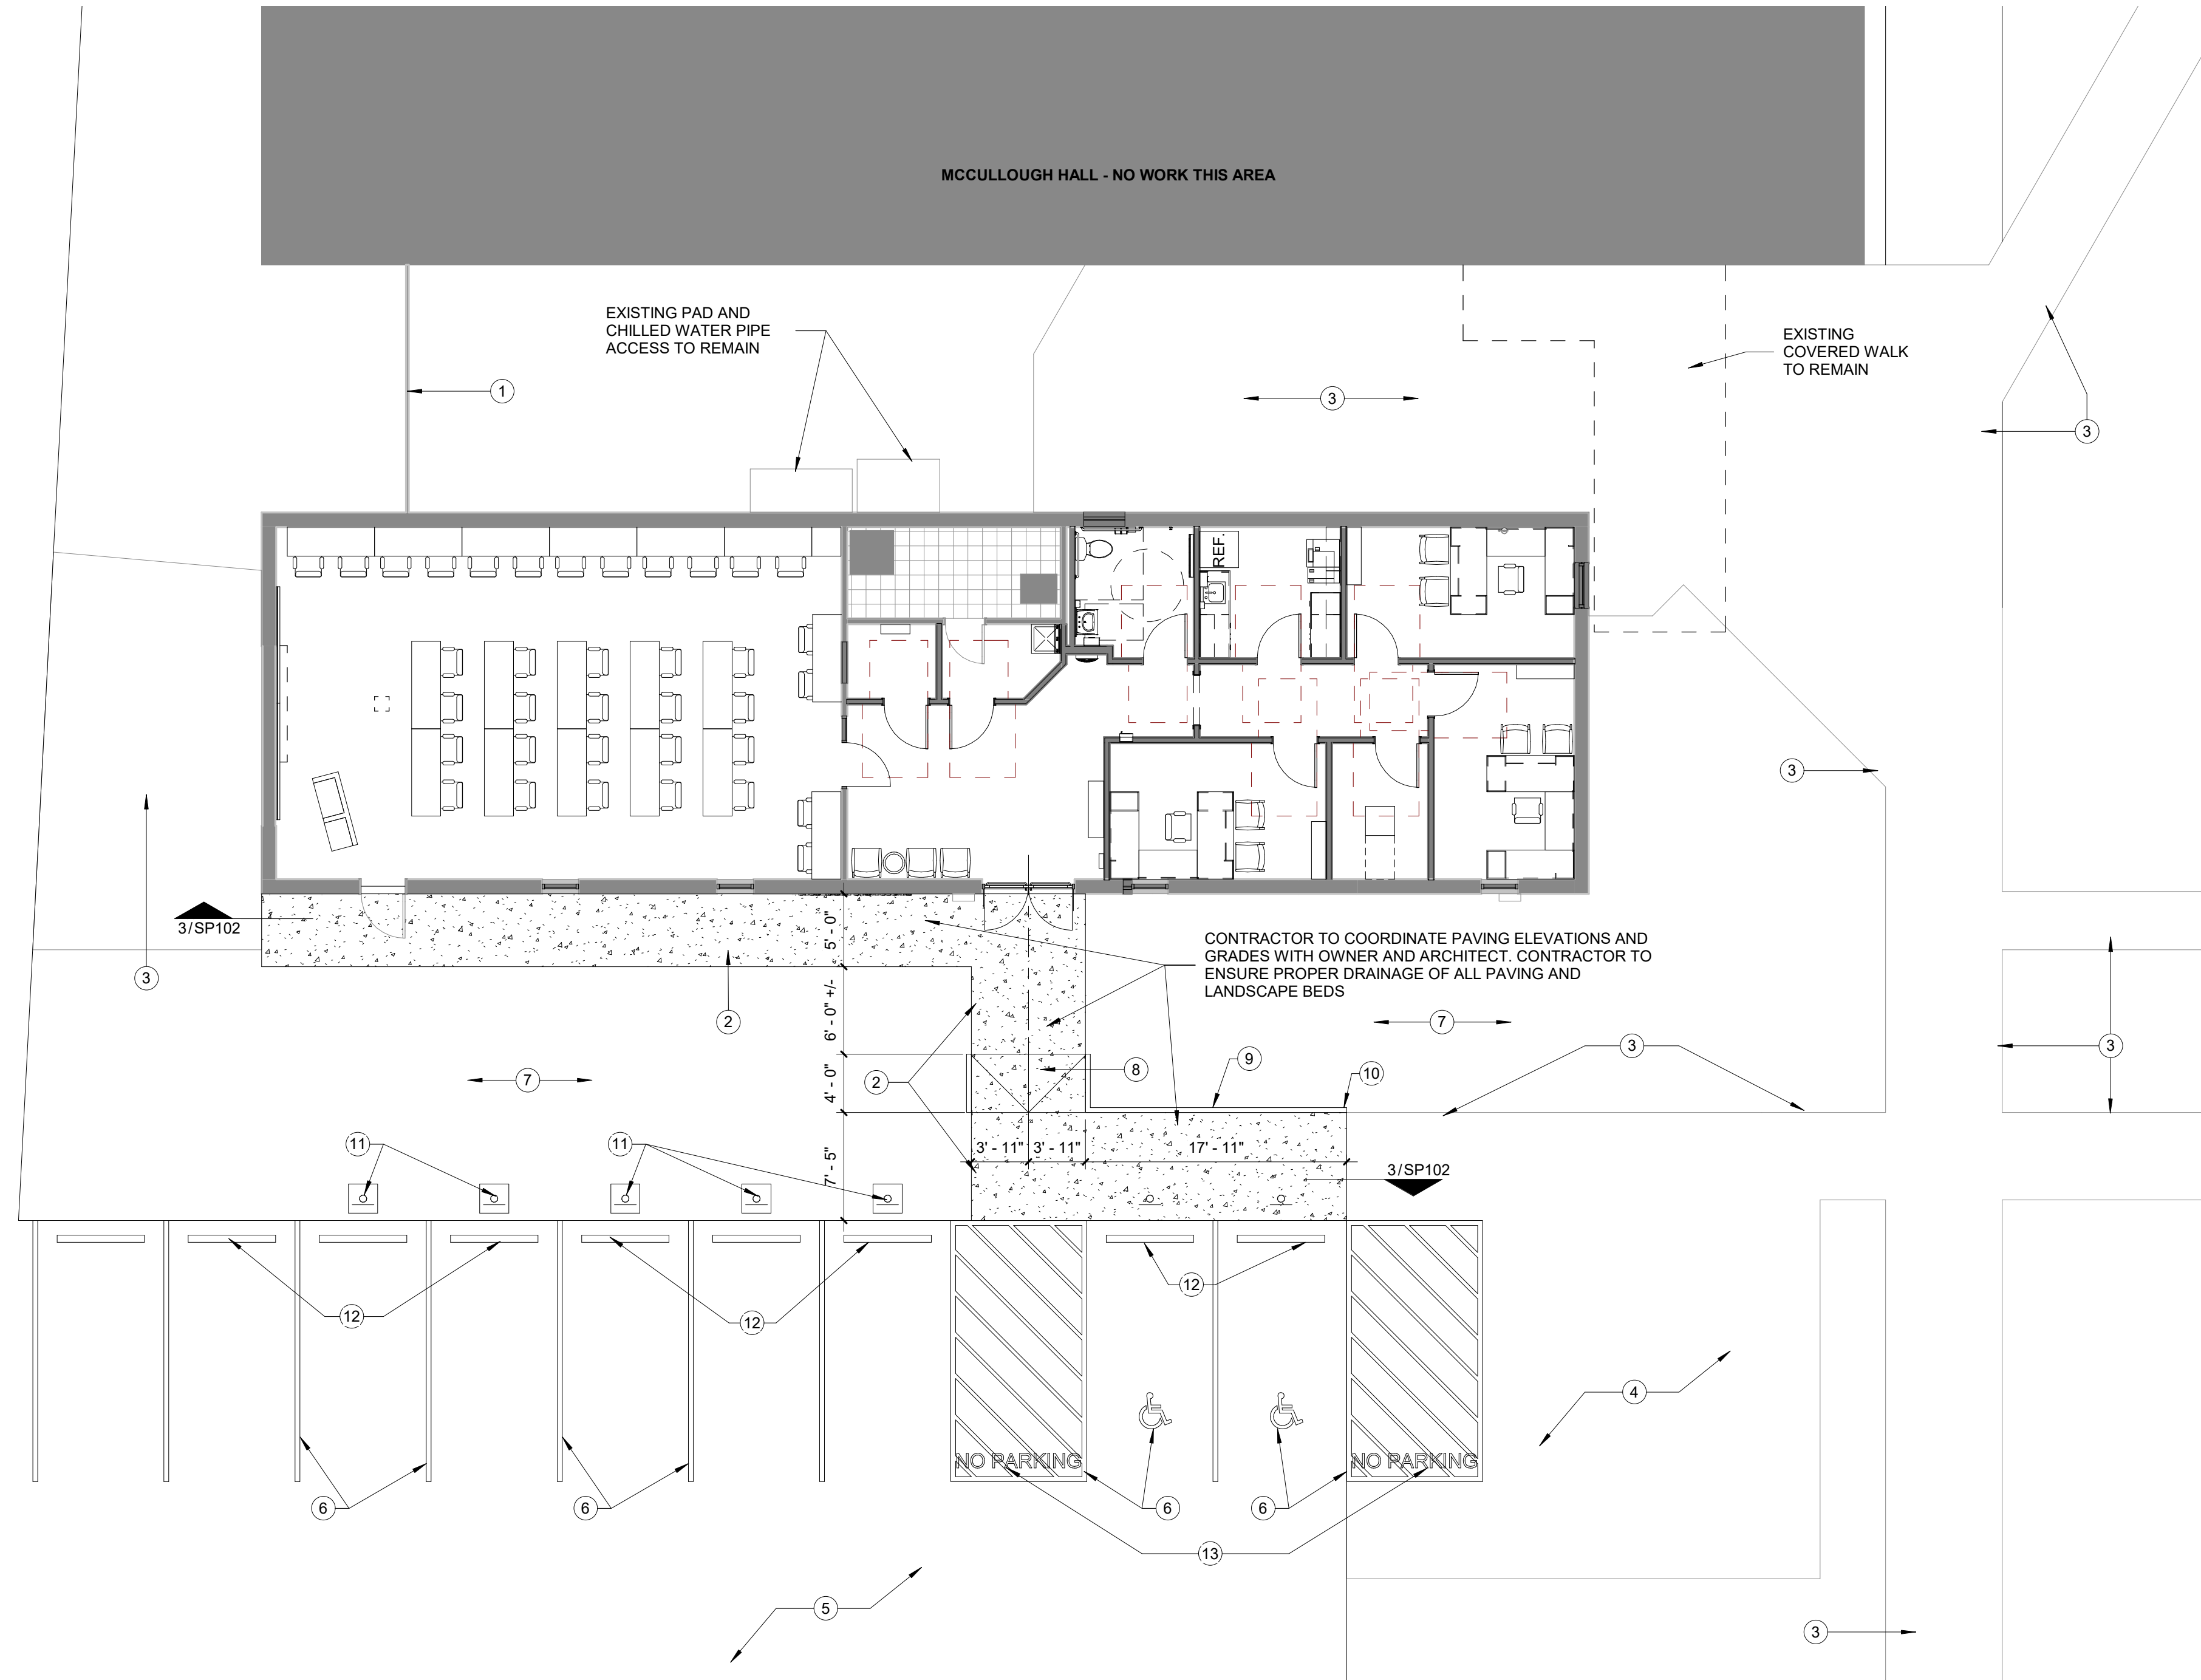 MCCULLOUGH HALL - NO WORK THIS AREA
EXISTING PAD AND
CHILLED WATER PIPE
ACCESS TO REMAIN
EXISTING
COVERED WALK
TO REMAIN
1
3
3
REF.
3
3/SP102
5' - 0"
CONTRACTOR TO COORDINATE PAVING ELEVATIONS AND
GRADES WITH OWNER AND ARCHITECT. CONTRACTOR TO
ENSURE PROPER DRAINAGE OF ALL PAVING AND
LANDSCAPE BEDS
3
2
6' - 0" +/-
7
3
3
7
2
4' - 0"
8
9
10
11
11
7' - 5"
3' - 11"
3' - 11"
17' - 11"
3/SP102
12
12
12
4
NO PARKING
NO PARKING
6
6
6
6
13
5
3